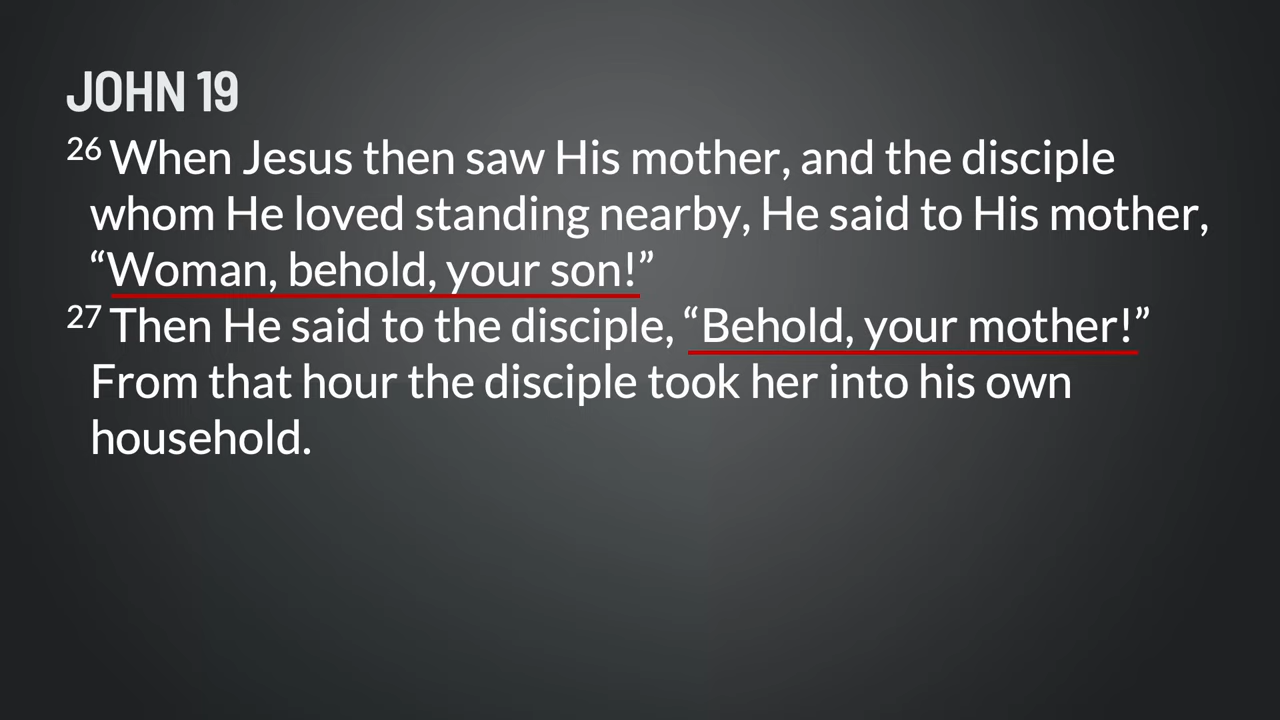 JOHN 19
26 When Jesus then saw His mother, and the disciple
whom He loved standing nearby, He said to His mother,
“Woman, behold, your son!”
27 Then He said to the disciple, “Behold, your mother!”
From that hour the disciple took her into his own
household.